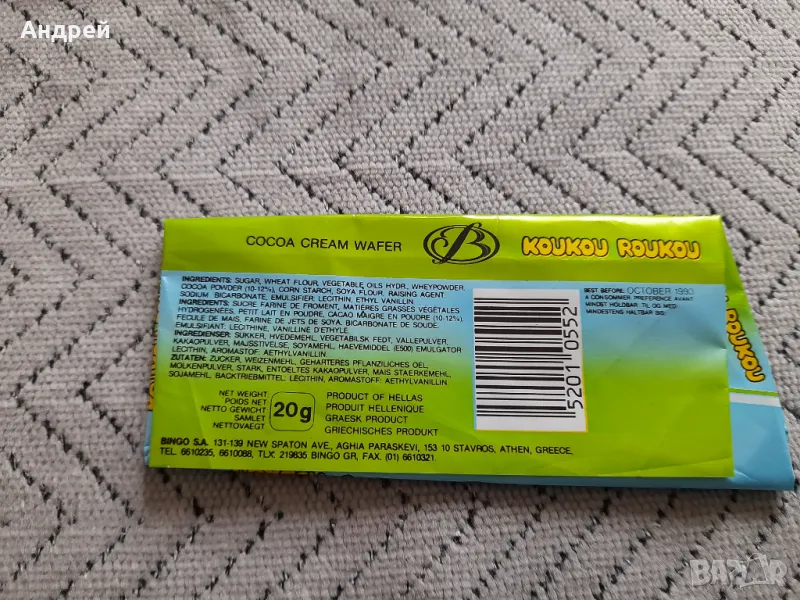 Андрей
COCOA CREAM WAFER B KOUKOU ROUKOU
INGREDIENTS: SUGAR, WHEAT FLOUR, VEGETABLE OILS HYDR., WHEYPOWDER,
COCOA POWDER (10-12%), CORN STARCH, SOYA FLOUR, RAISING AGENT
SODIUM BICARBONATE, EMULSIFIER, LECITHIN, ETHYL VANILLIN.
INGREDIENTS: SUCRE FARINE DE FROMENT, MATIÈRES GRASSES VEGÉTALES
HYDROGENÉES, PETIT LAIT EN POUDRE, CACAO MAIGRE EN POUDRE (10-12%),
FECULE DE MAIS, FARINE DE JETS DE SOYA, BICARBONATE DE SOUDE,
EMULSIFIANT: LECITHINE, VANILLINE D'ETHYLE.
INGREDIENSER: SUKKER, HVEDEMEHL, VEGETABILSK FEDT, VALLEPULVER,
KAKAOPULVER, MAJSSTIVELSE, SOYAMEHL, HAEVEMIDDEL (E500) EMULGATOR
LECITHIN, AROMASTOF: AETHYLVANILLIN
ZUTATEN: ZUCKER, WEIZENMEHL, GEHARTERES PFLANZLICHES OEL,
MOLKENPULVER, STARK, ENTOELTES KAKAOPULVER, MAIS STAERKEMEHL,
SOJAMEHL, BACKTRIEBMITTEL: LECITHIN, AROMASTOFF: AETHYLVANILLIN
BEST BEFORE: OCTOBER 1993
A CONSOMMER PREFERENCE AVANT
MINDST HOLDBAR TIL OG MED
MINDESTENS HALTBAR BIS:
5201 0552
NET WEIGHT
POIDS NET
NETTO GEWICHT
SAMLET
NETTOVAEGT
20g
PRODUCT OF HELLAS
PRODUIT HELLENIQUE
GRAESK PRODUCT
GRIECHISCHES PRODUKT
BINGO S.A. 131-139 NEW SPATON AVE., AGHIA PARASKEVI, 153 10 STAVROS, ATHEN, GREECE,
TEL. 6610235, 6610088, TLX: 219835 BINGO GR, FAX. (01) 6610321.
ROUKOU
BAZAR